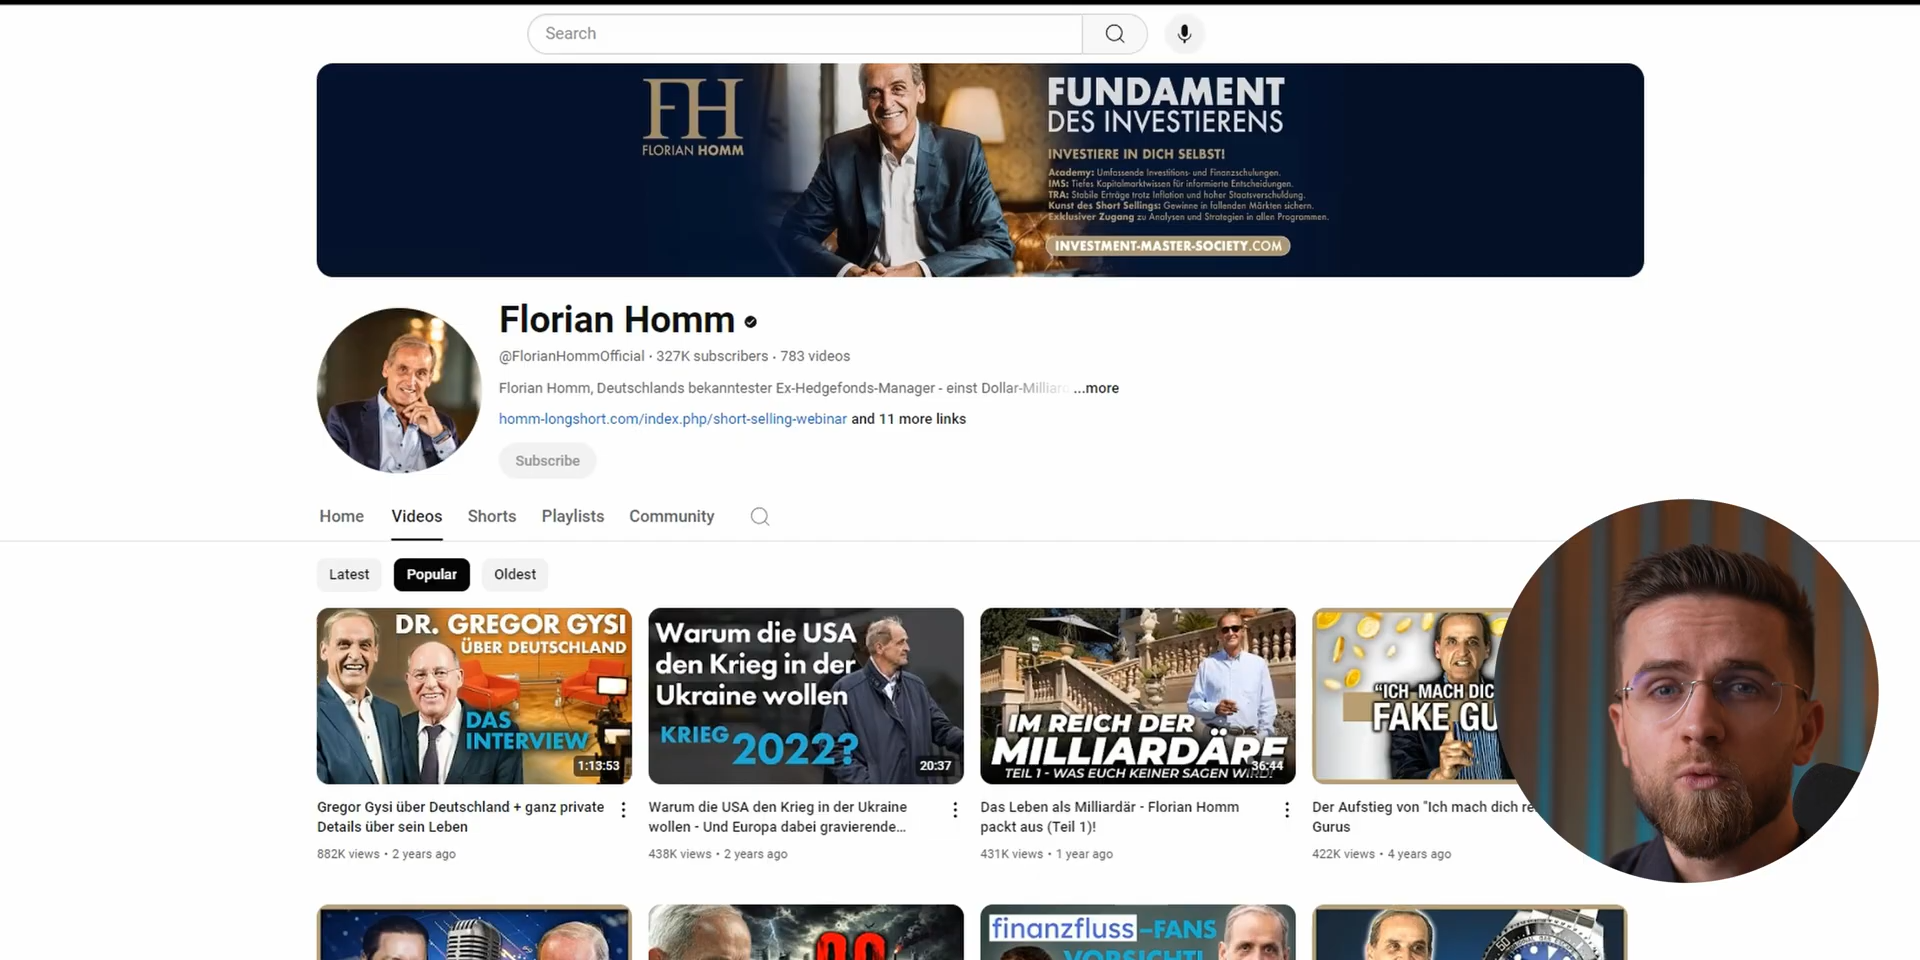 Search
FH
FLORIAN HOMM
FUNDAMENT
DES INVESTIERENS
INVESTIERE IN DICH SELBST!
Academy: Umfassende Investitions- und Finanzschulungen.
IMS: Tiefes Kapitalmarktwissen für informierte Entscheidungen.
TRA: Stabile Erträge trotz Inflation und hoher Staatsverschuldung.
Kunst des Short Sellings: Gewinne in fallenden Märkten sichern.
Exklusiver Zugang zu Analysen und Strategien in allen Programmen.
INVESTMENT-MASTER-SOCIETY.COM
Florian Homm
@FlorianHommOfficial · 327K subscribers · 783 videos
Florian Homm, Deutschlands bekanntester Ex-Hedgefonds-Manager - einst Dollar-Milliard ...more
homm-longshort.com/index.php/short-selling-webinar and 11 more links
Subscribe
Home Videos Shorts Playlists Community
Latest Popular Oldest
DR. GREGOR GYSI
ÜBER DEUTSCHLAND
DAS
INTERVIEW
1:13:53
Warum die USA
den Krieg in der
Ukraine wollen
KRIEG 2022?
20:37
IM REICH DER
MILLIARDÄRE
36:44
TEIL 1 - WAS EUCH KEINER SAGEN WIRD!
"ICH MACH DIC
FAKE GU
Gregor Gysi über Deutschland + ganz private
Details über sein Leben
882K views • 2 years ago
Warum die USA den Krieg in der Ukraine
wollen - Und Europa dabei gravierende...
438K views • 2 years ago
Das Leben als Milliardär - Florian Homm
packt aus (Teil 1)!
431K views • 1 year ago
Der Aufstieg von "Ich mach dich re
Gurus
422K views • 4 years ago
finanzfluss-FANS
VORSICHT!